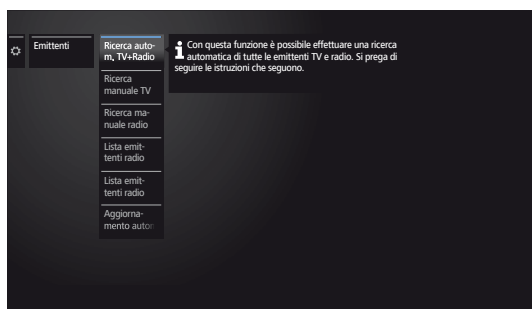 Emittenti
Ricerca auto-
m, TV+Radio
Ricerca
manuale TV
Ricerca ma-
nuale radio
Lista emit-
tenti radio
Lista emit-
tenti radio
Aggiorna-
mento autor
Con questa funzione è possibile effettuare una ricerca
automatica di tutte le emittenti TV e radio. Si prega di
seguire le istruzioni che seguono.